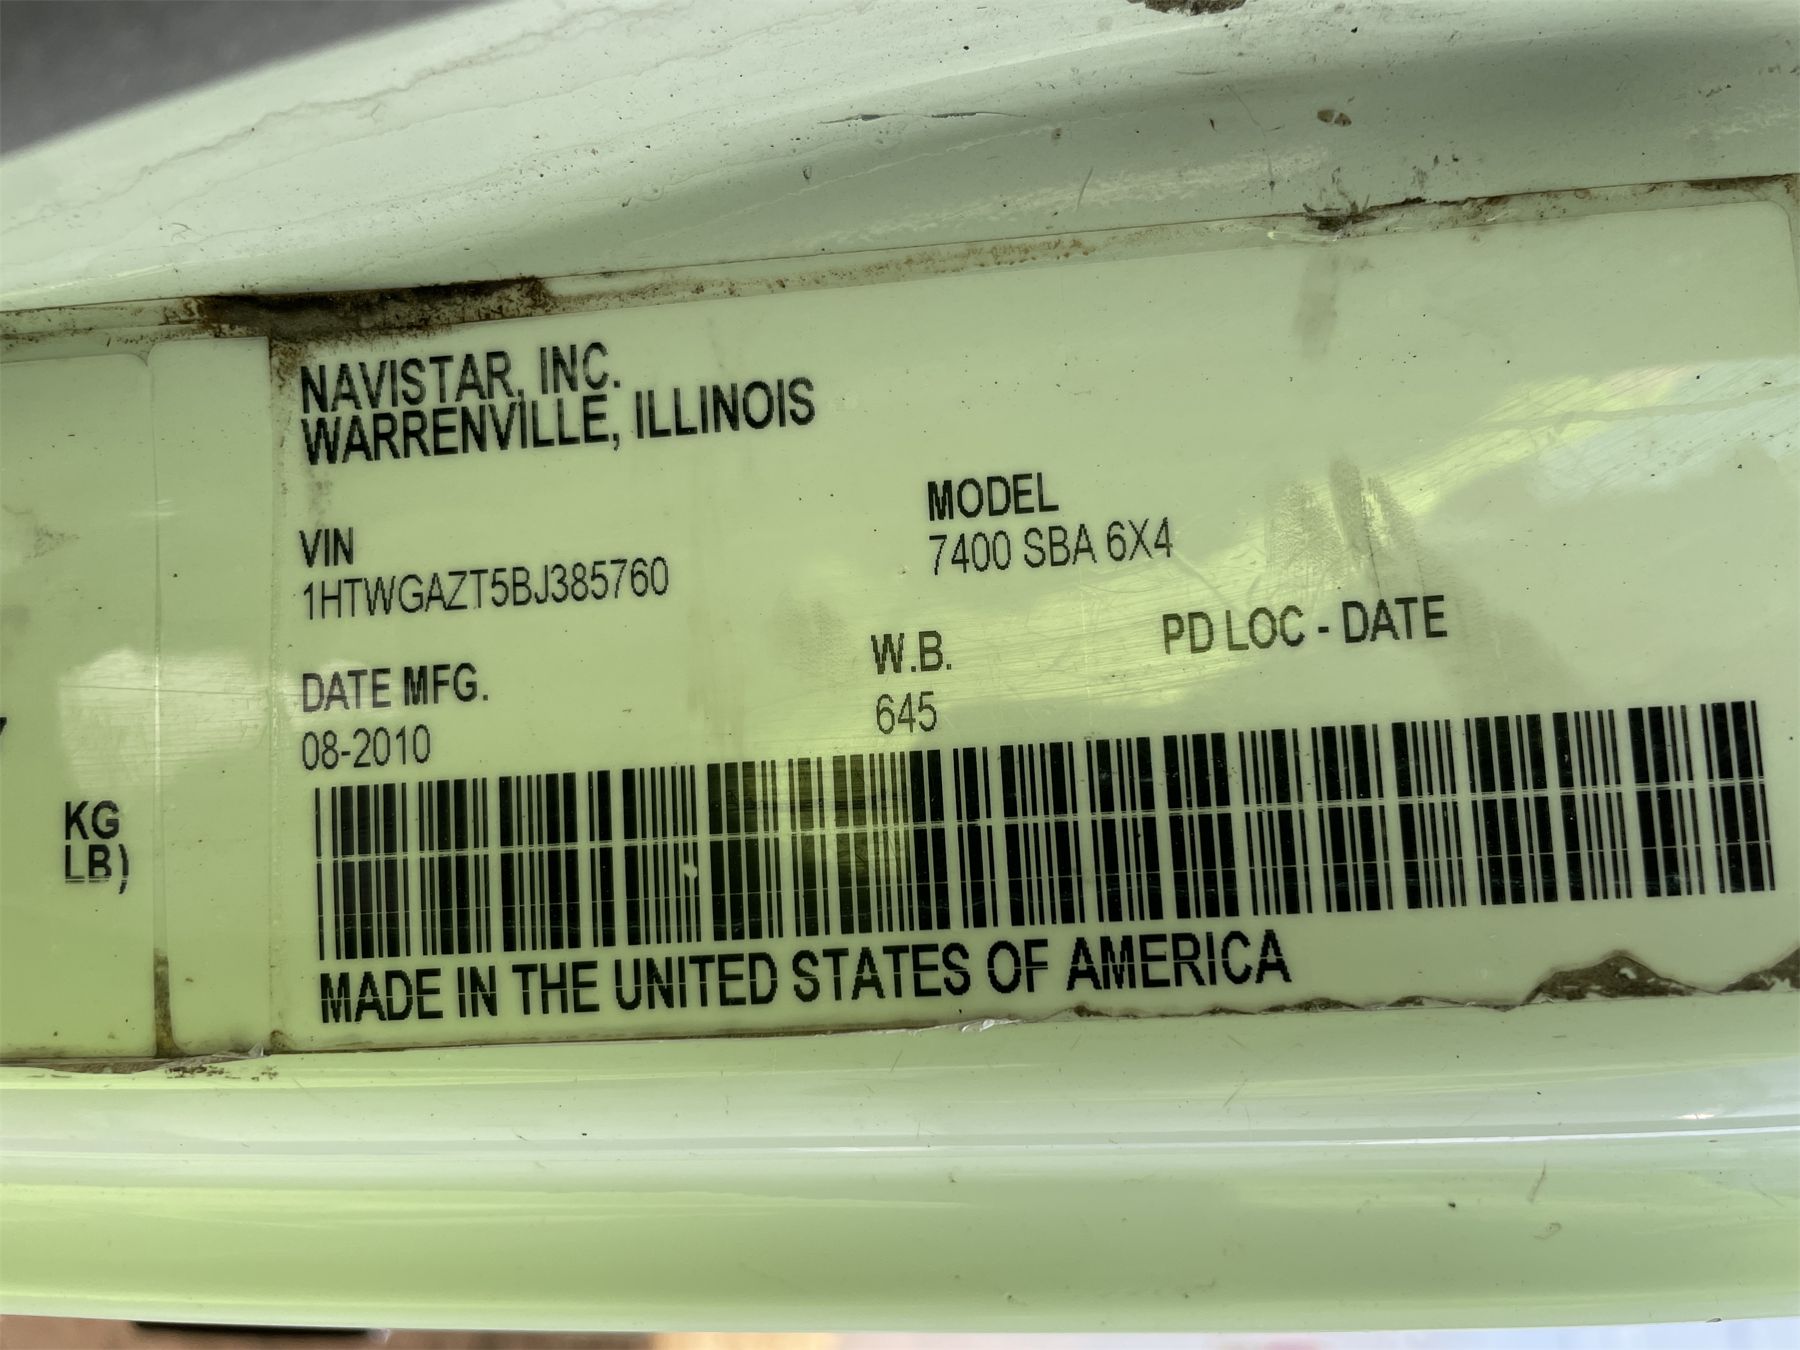 NAVISTAR, INC.
WARRENVILLE, ILLINOIS
VIN
1HTWGAZT5BJ385760
MODEL
7400 SBA 6X4
DATE MFG.
08-2010
W.B.
645
PD LOC - DATE
KG
LB)
MADE IN THE UNITED STATES OF AMERICA